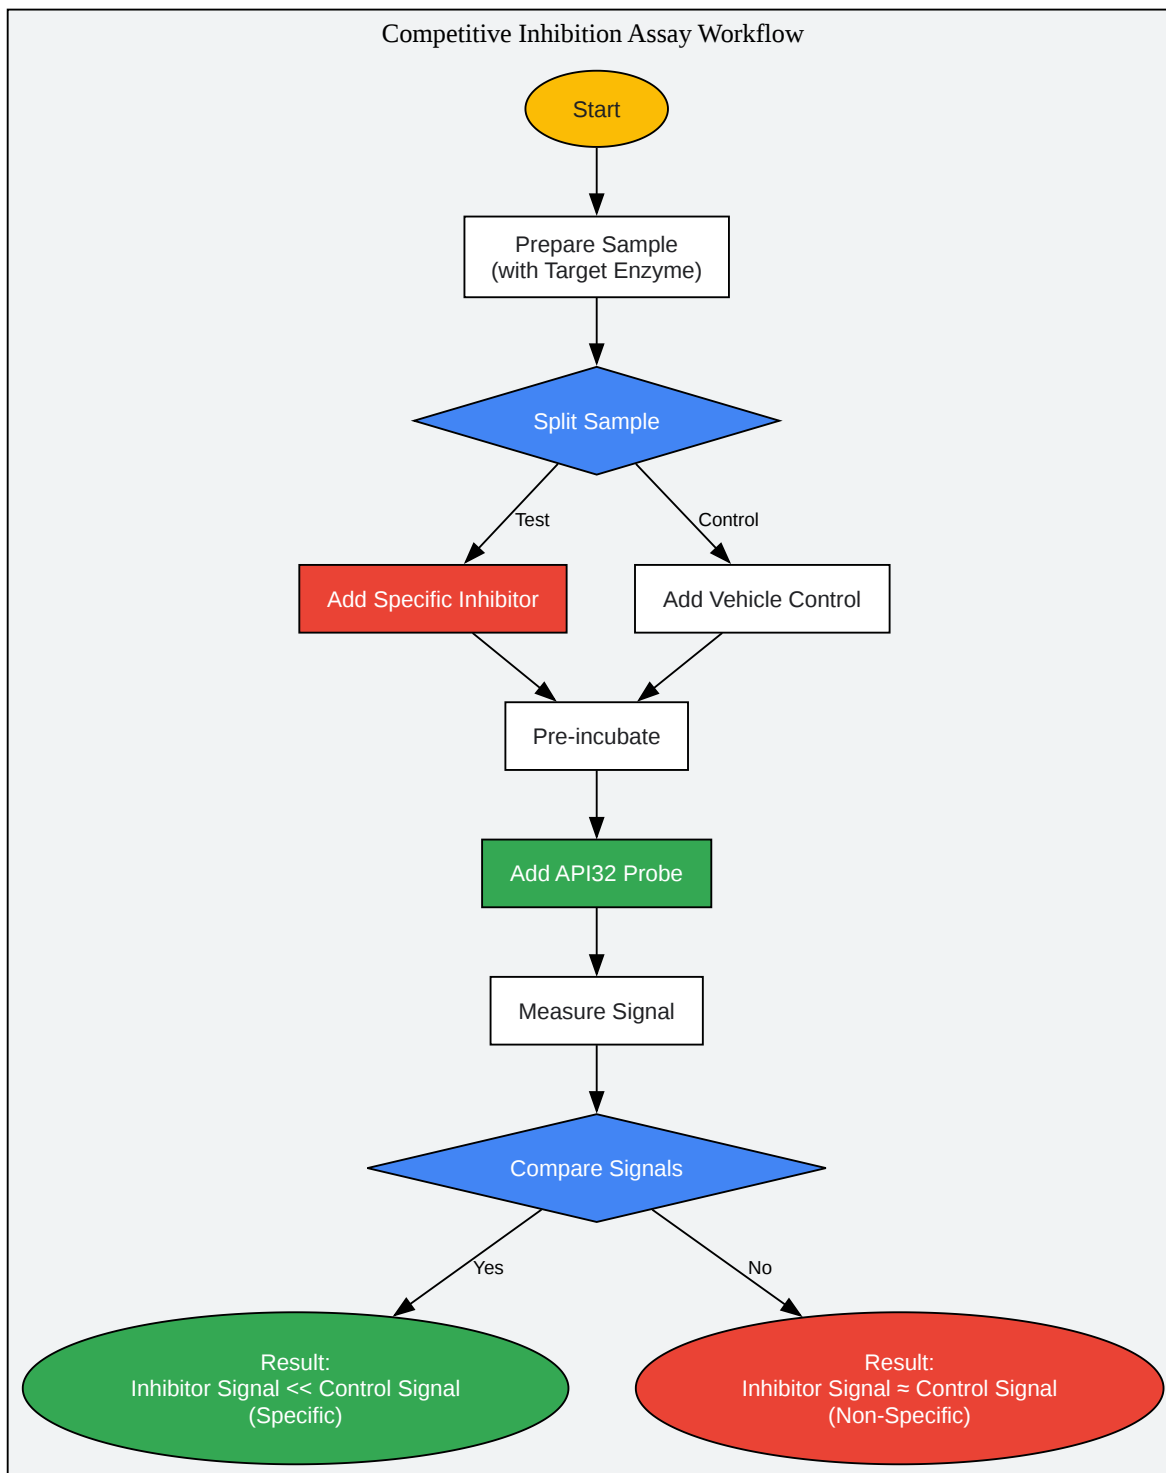 Competitive Inhibition Assay Workflow
Start
Prepare Sample
(with Target Enzyme)
Split Sample
Test
Control
Add Specific Inhibitor
Add Vehicle Control
Pre-incubate
Add API32 Probe
Measure Signal
Compare Signals
Yes
No
Result:
Inhibitor Signal << Control Signal
(Specific)
Result:
Inhibitor Signal ≈ Control Signal
(Non-Specific)